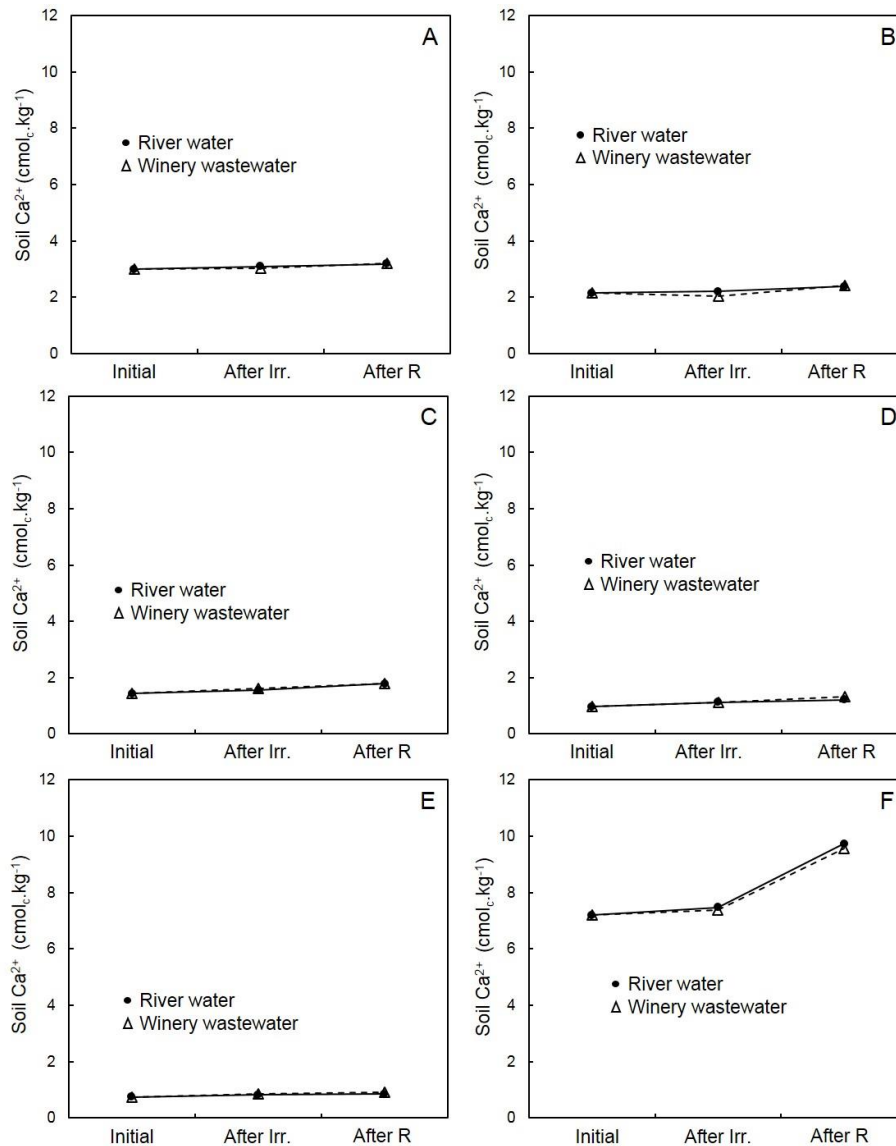 A
Soil Ca²⁺ (cmol_c.kg⁻¹)
12
10
8
6
4
2
0
River water
Winery wastewater
Initial After Irr. After R
B
Soil Ca²⁺ (cmol_c.kg⁻¹)
12
10
8
6
4
2
0
River water
Winery wastewater
Initial After Irr. After R
C
Soil Ca²⁺ (cmol_c.kg⁻¹)
12
10
8
6
4
2
0
River water
Winery wastewater
Initial After Irr. After R
D
Soil Ca²⁺ (cmol_c.kg⁻¹)
12
10
8
6
4
2
0
River water
Winery wastewater
Initial After Irr. After R
E
Soil Ca²⁺ (cmol_c.kg⁻¹)
12
10
8
6
4
2
0
River water
Winery wastewater
Initial After Irr. After R
F
Soil Ca²⁺ (cmol_c.kg⁻¹)
12
10
8
6
4
2
0
River water
Winery wastewater
Initial After Irr. After R